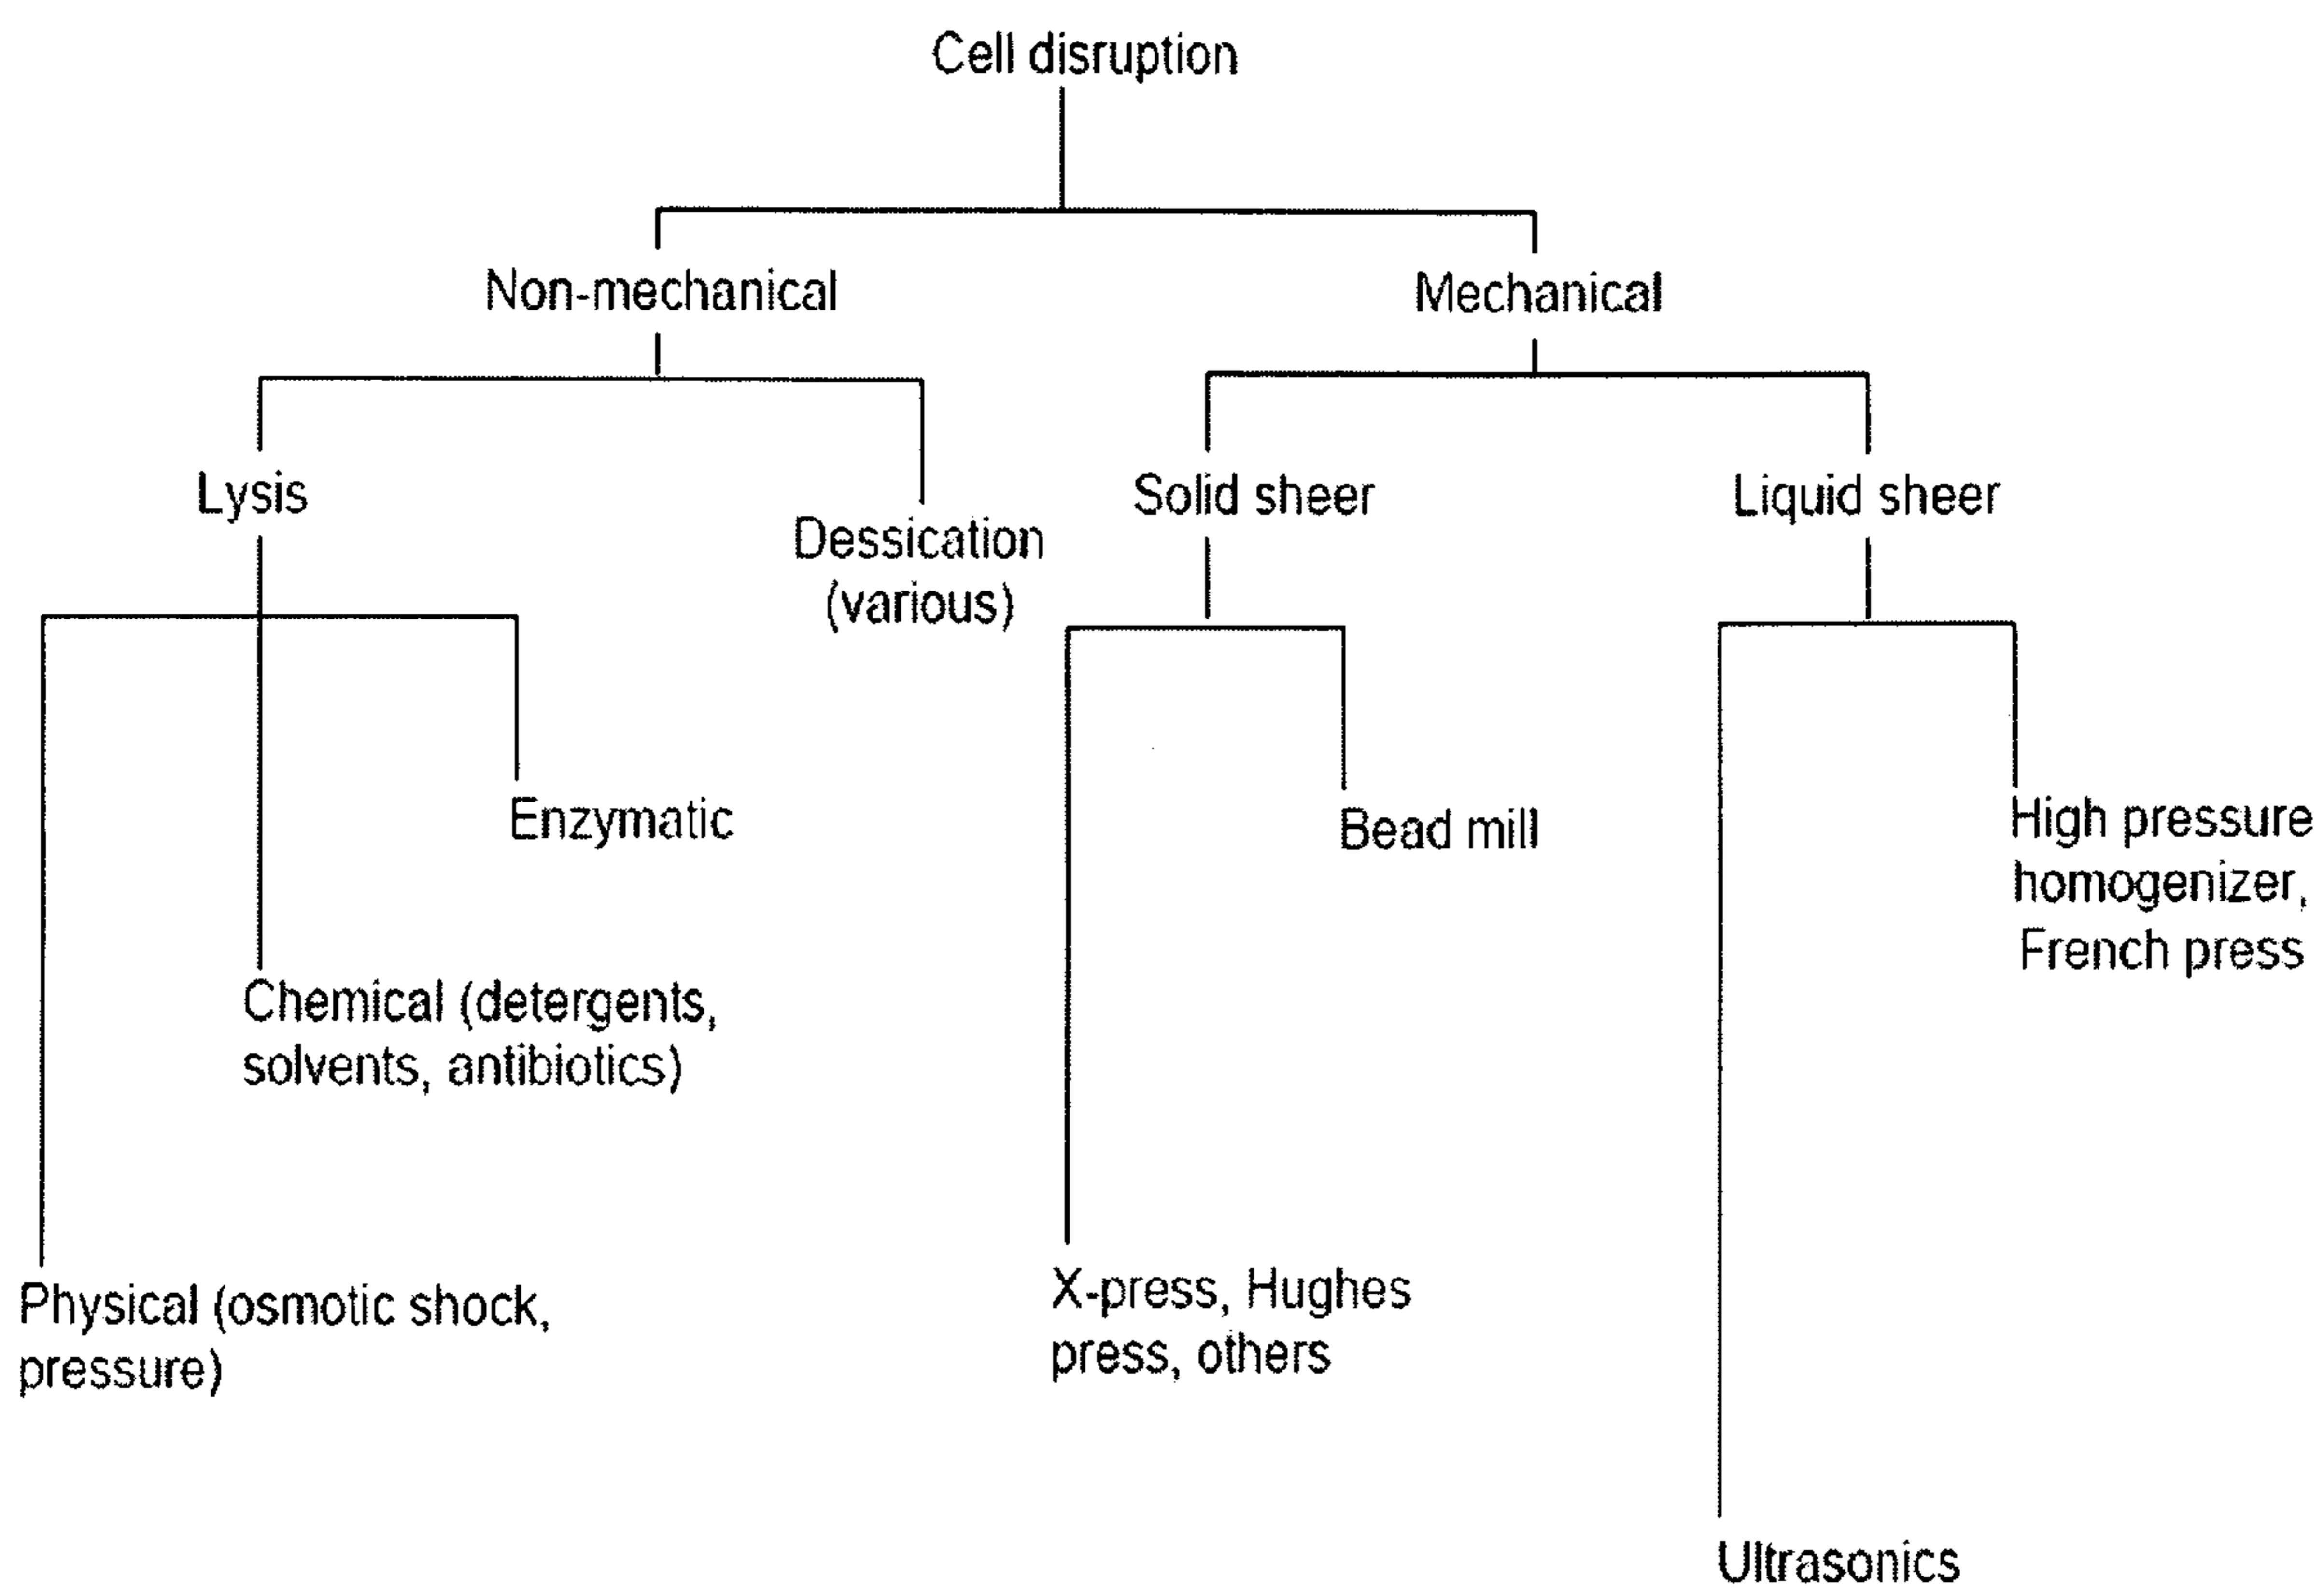 Cell disruption
Non-mechanical
Mechanical
Lysis
Dessication
(various)
Solid sheer
Liquid sheer
Enzymatic
Bead mill
High pressure
homogenizer,
French press
Chemical (detergents,
solvents, antibiotics)
Physical (osmotic shock,
pressure)
X-press, Hughes
press, others
Ultrasonics